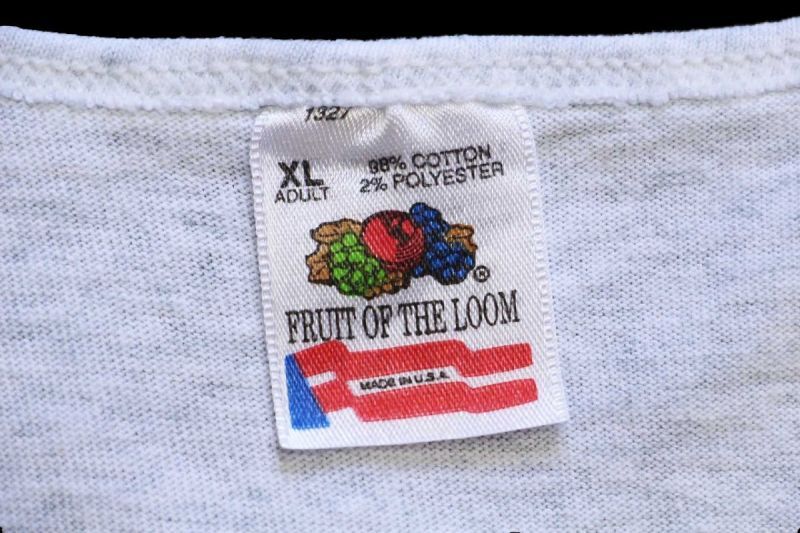 1327
XL
ADULT
98% COTTON
2% POLYESTER
®
FRUIT OF THE LOOM
MADE IN U.S.A.